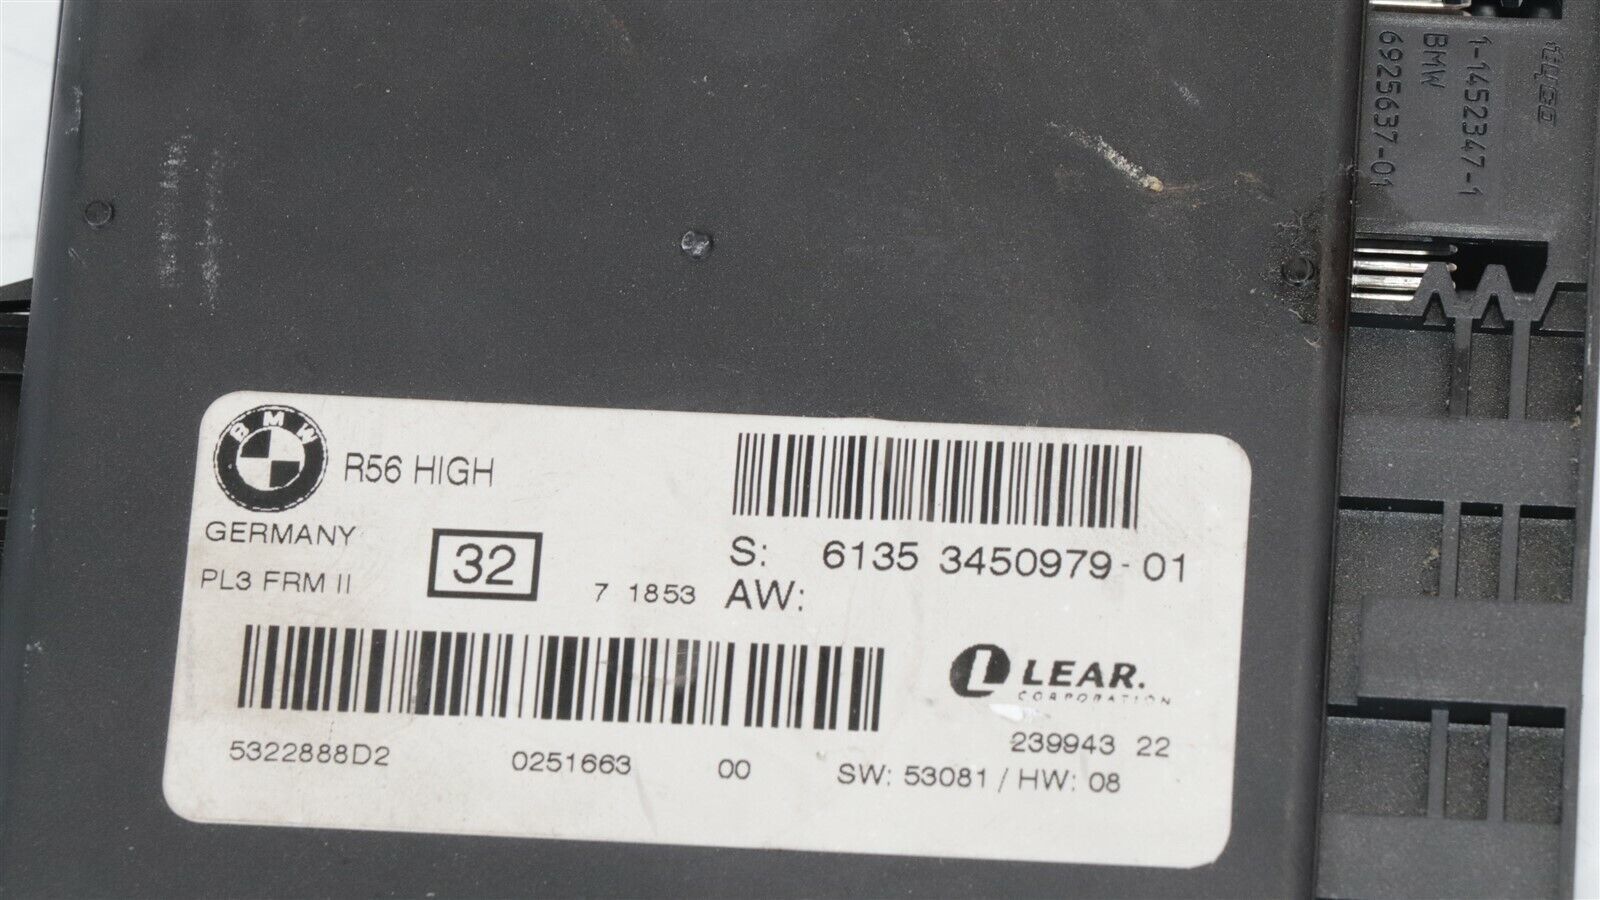 tyco
1-1452347-1
BMW
6925637-01
BMW
R56 HIGH
GERMANY
PL3 FRM II
32
7 1853
S: 6135 3450979-01
AW:
LEAR.
CORPORATION
239943 22
5322888D2 0251663 00 SW: 53081 / HW: 08